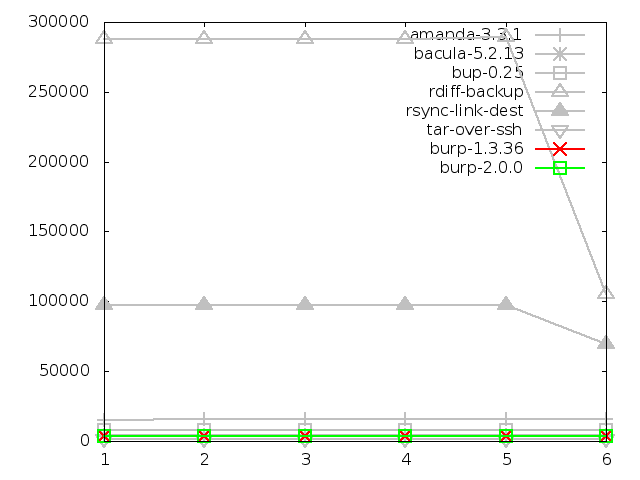 300000
250000
200000
150000
100000
50000
0
1 2 3 4 5 6
amanda-3.3.1
bacula-5.2.13
bup-0.25
rdiff-backup
rsync-link-dest
tar-over-ssh
burp-1.3.36
burp-2.0.0